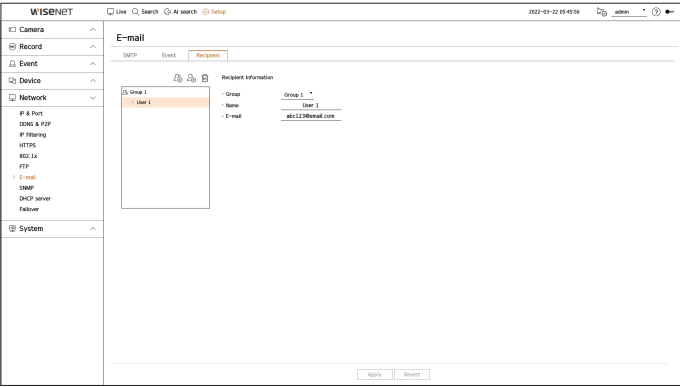 WISENET
Live Search AI search Setup 2022-03-22 05:45:56 admin
Camera
Record
Event
Device
Network
IP & Port
DDNS & P2P
IP filtering
HTTPS
802.1x
FTP
E-mail
SNMP
DHCP server
Failover
System
E-mail
SMTP Event Recipient
Group 1
User 1
Recipient Information
Group Group 1
Name User 1
E-mail abc123@email.com
Apply Revert